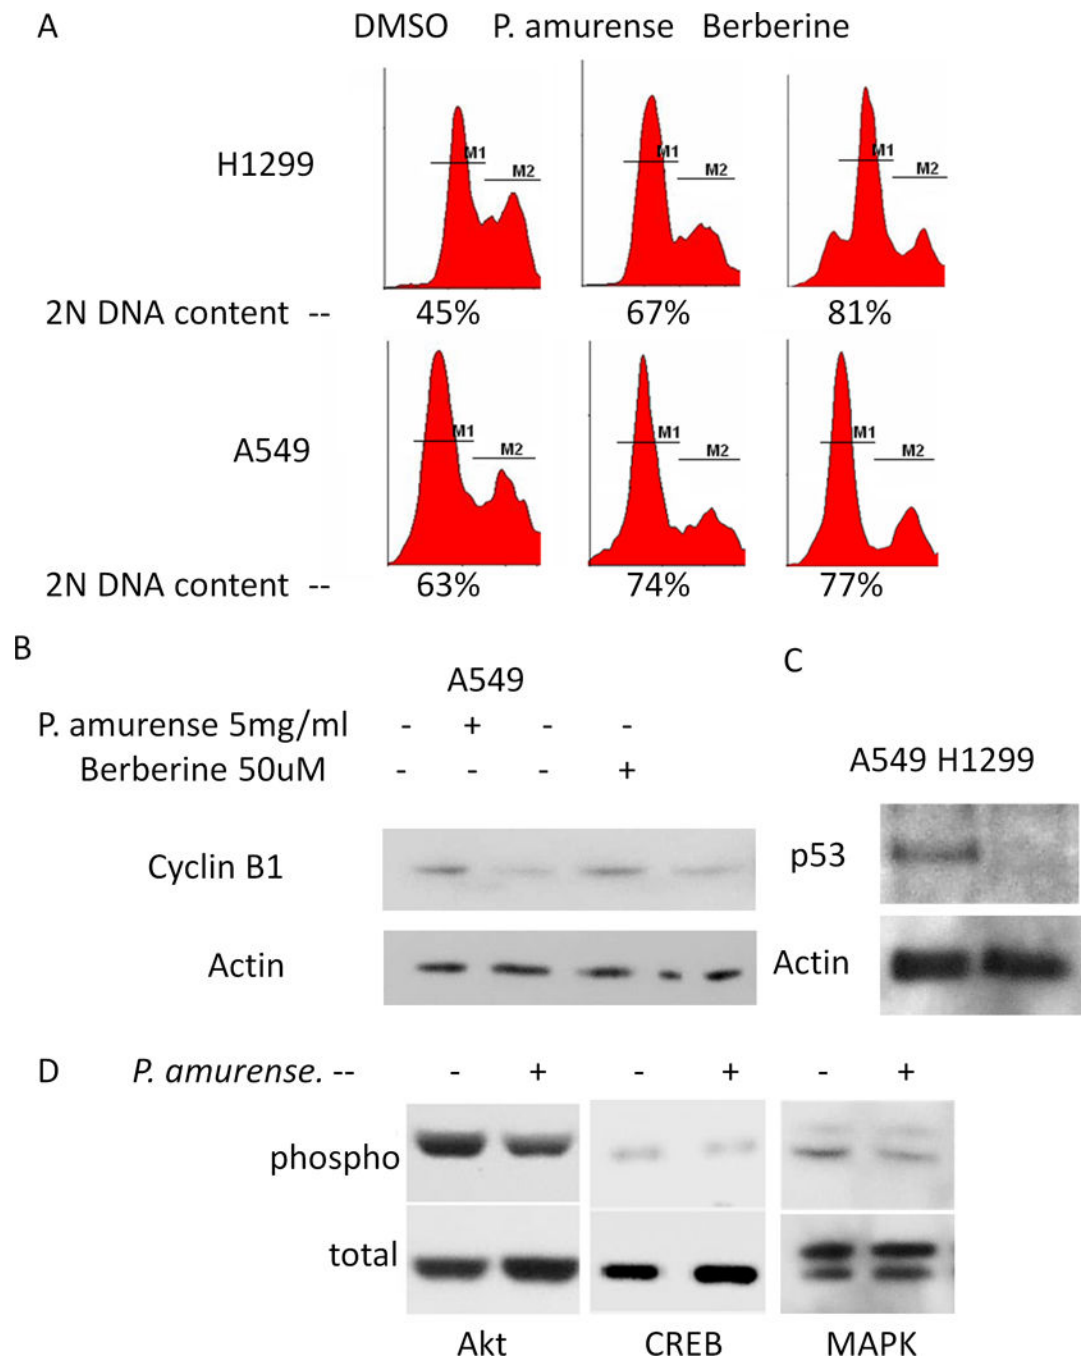 A
DMSO P. amurense Berberine
H1299
M1 M2 M1 M2 M1 M2
2N DNA content -- 45% 67% 81%
A549
M1 M2 M1 M2 M1 M2
2N DNA content -- 63% 74% 77%
B
A549
P. amurense 5mg/ml - + - -
Berberine 50uM - - - +
Cyclin B1
Actin
C
A549 H1299
p53
Actin
D P. amurense. -- - + - + - +
phospho
total
Akt CREB MAPK